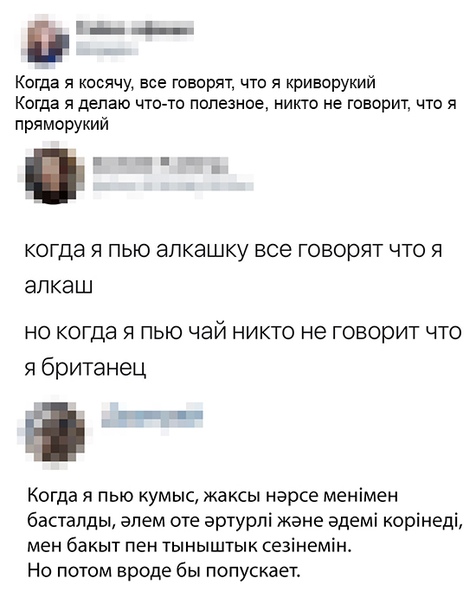 Когда я косячу, все говорят, что я криворукий
Когда я делаю что-то полезное, никто не говорит, что я
пряморукий
когда я пью алкашку все говорят что я
алкаш
но когда я пью чай никто не говорит что
я британец
Когда я пью кумыс, жаксы нәрсе менімен
басталды, әлем оте әртурлі және әдемі корінеді,
мен бакыт пен тыныштык сезінемін.
Но потом вроде бы попускает.